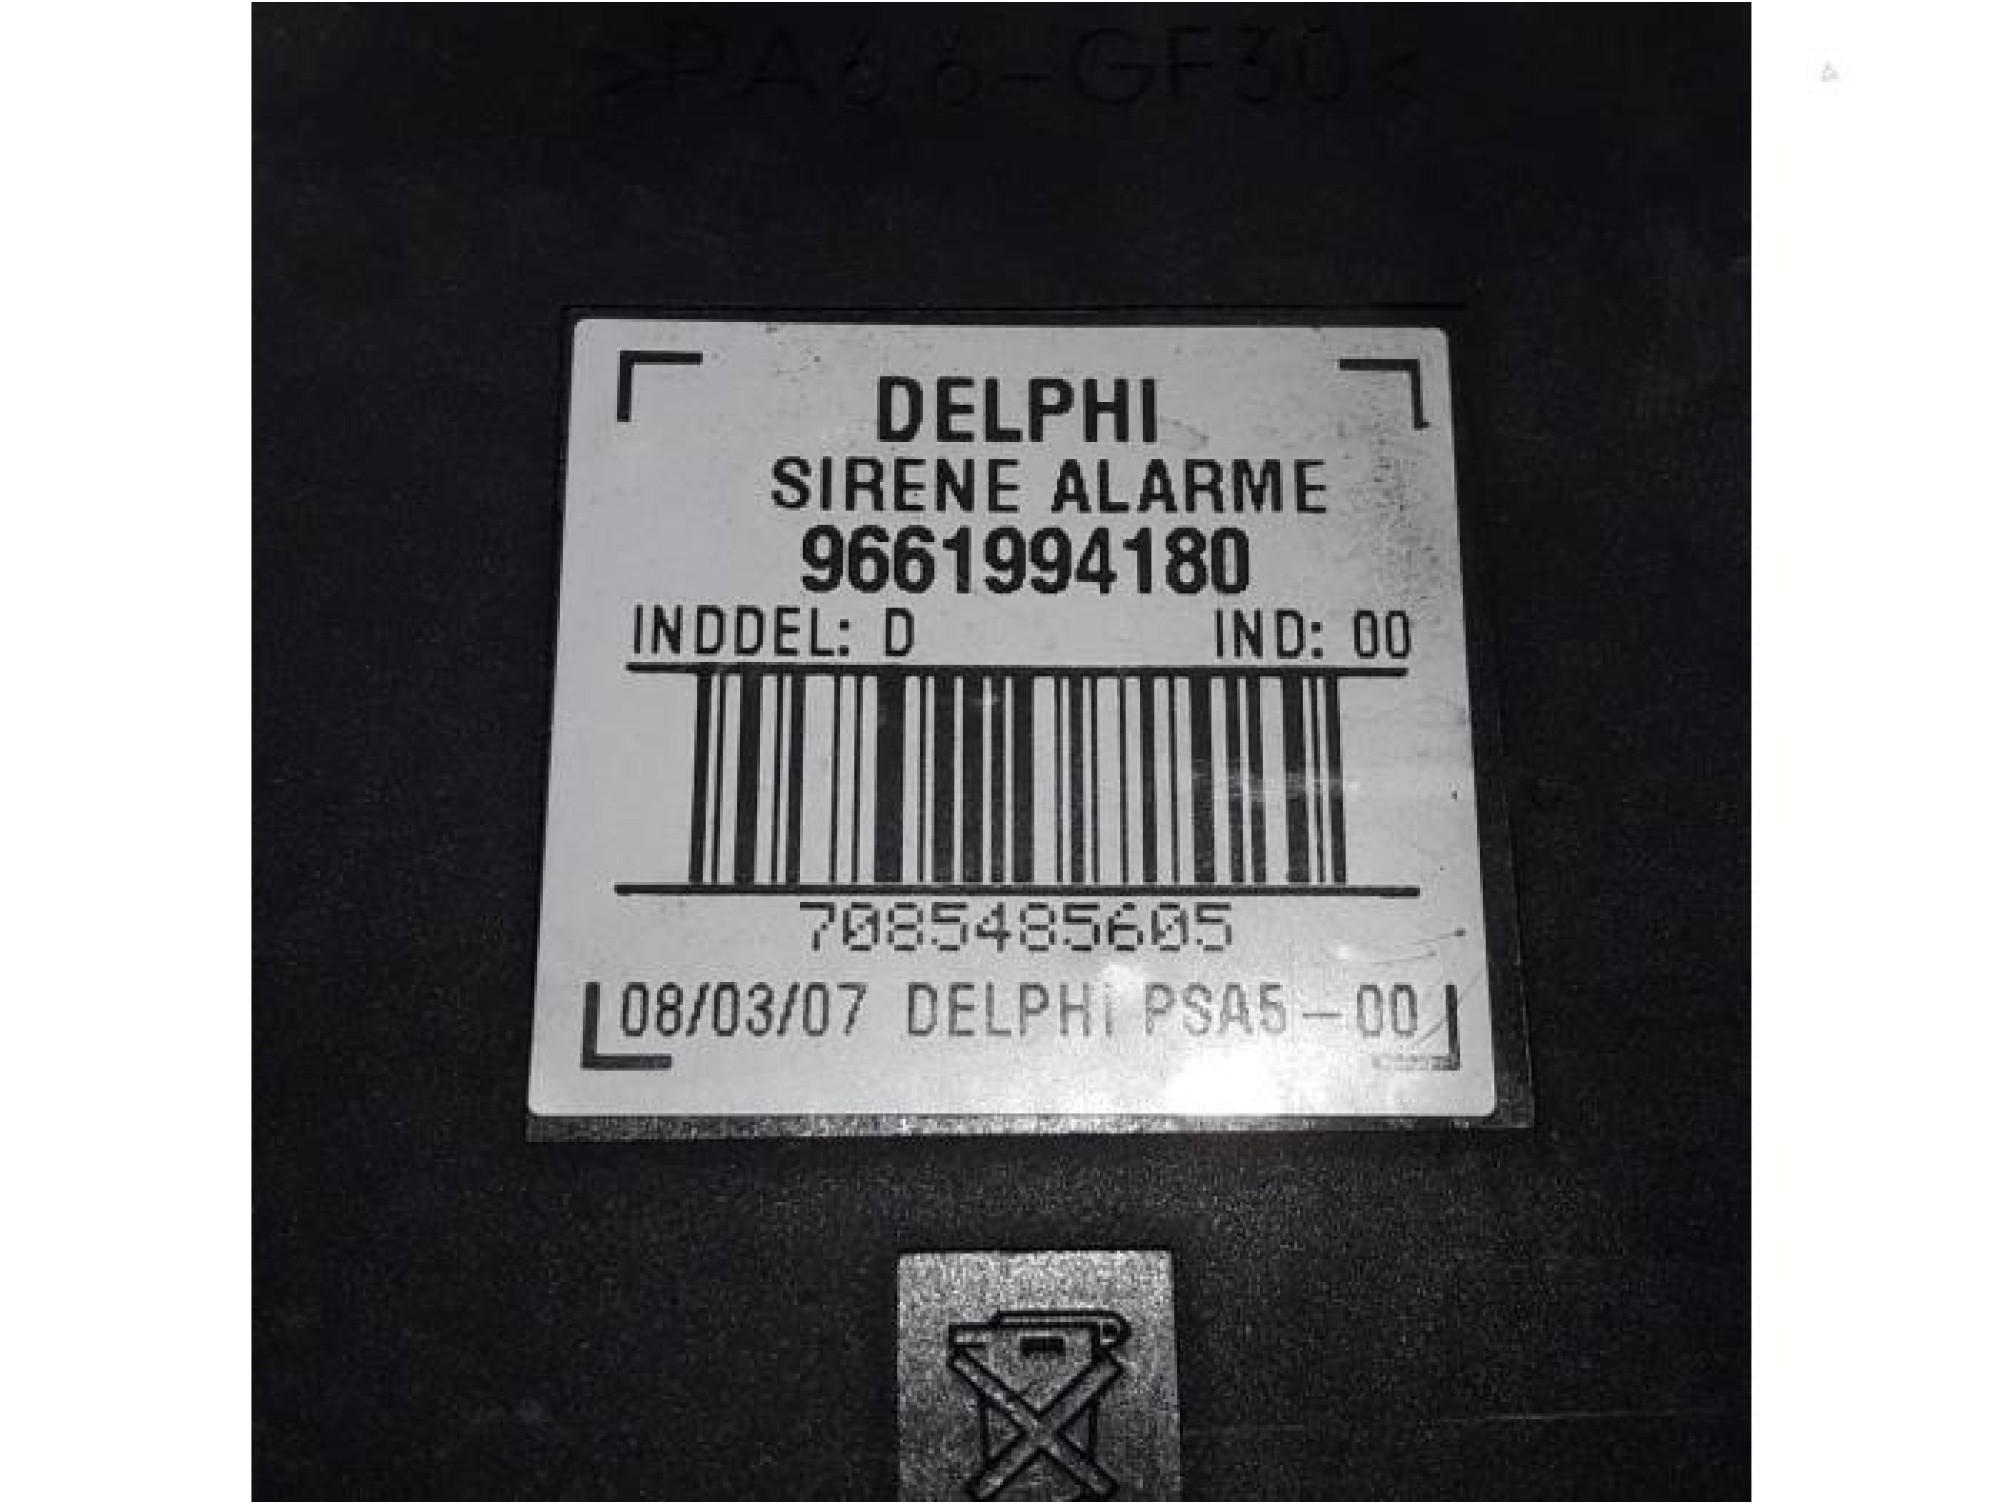 >PA66-GF30<
DELPHI
SIRENE ALARME
9661994180
INDDEL: D IND: 00
7085485605
08/03/07 DELPHI PSA5-00